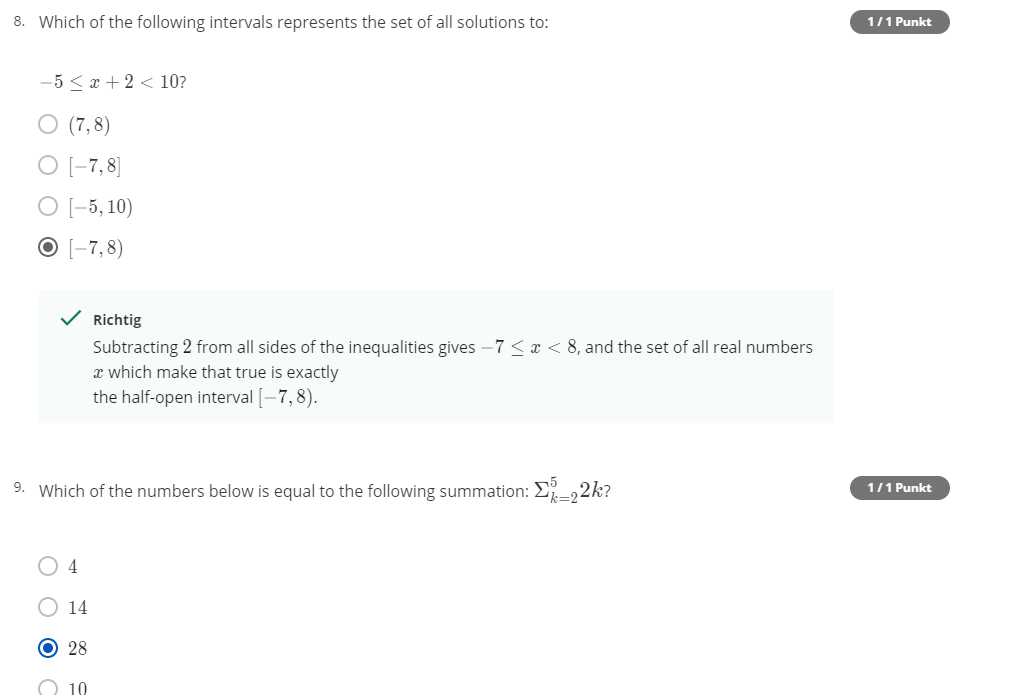 8. Which of the following intervals represents the set of all solutions to:
1 / 1 Punkt
−5 ≤ x + 2 < 10?
(7, 8)
[−7, 8]
[−5, 10)
[−7, 8)
Richtig
Subtracting 2 from all sides of the inequalities gives −7 ≤ x < 8, and the set of all real numbers
x which make that true is exactly
the half-open interval [−7, 8).
9. Which of the numbers below is equal to the following summation: Σ⁵ₖ₌₂2k?
1 / 1 Punkt
4
14
28
10